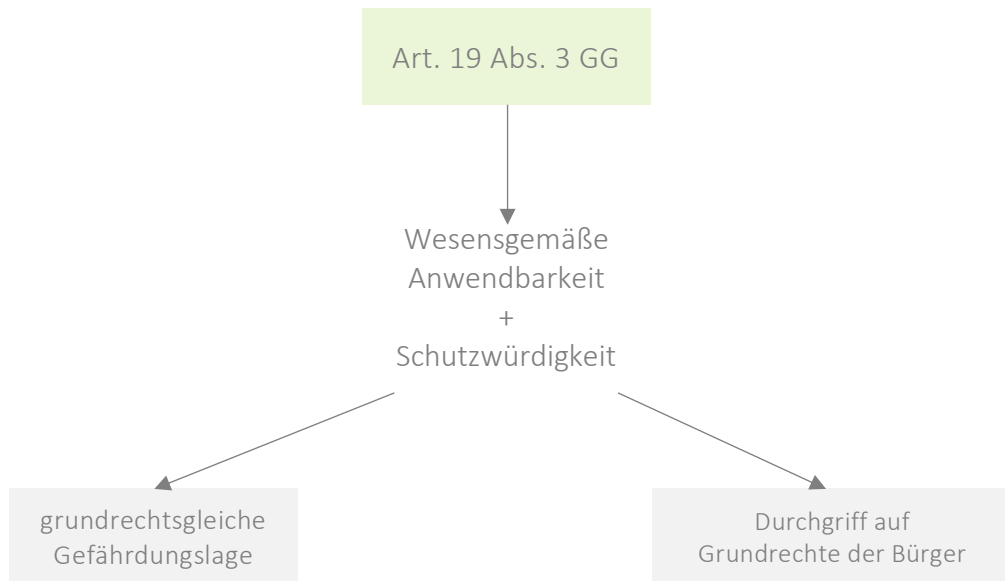 Art. 19 Abs. 3 GG
Wesensgemäße
Anwendbarkeit
+
Schutzwürdigkeit
grundrechtsgleiche
Gefährdungslage
Durchgriff auf
Grundrechte der Bürger